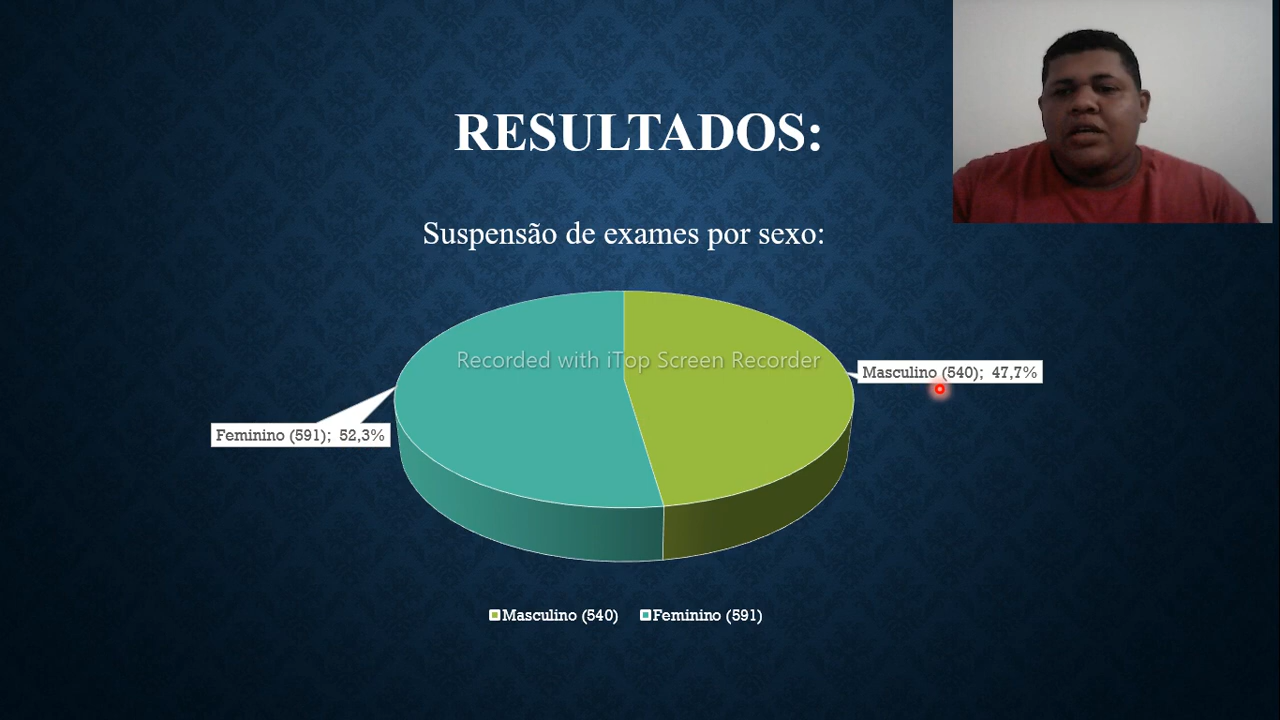 RESULTADOS:
Suspensão de exames por sexo:
Recorded with iTop Screen Recorder
Masculino (540); 47,7%
Feminino (591); 52,3%
Masculino (540) Feminino (591)